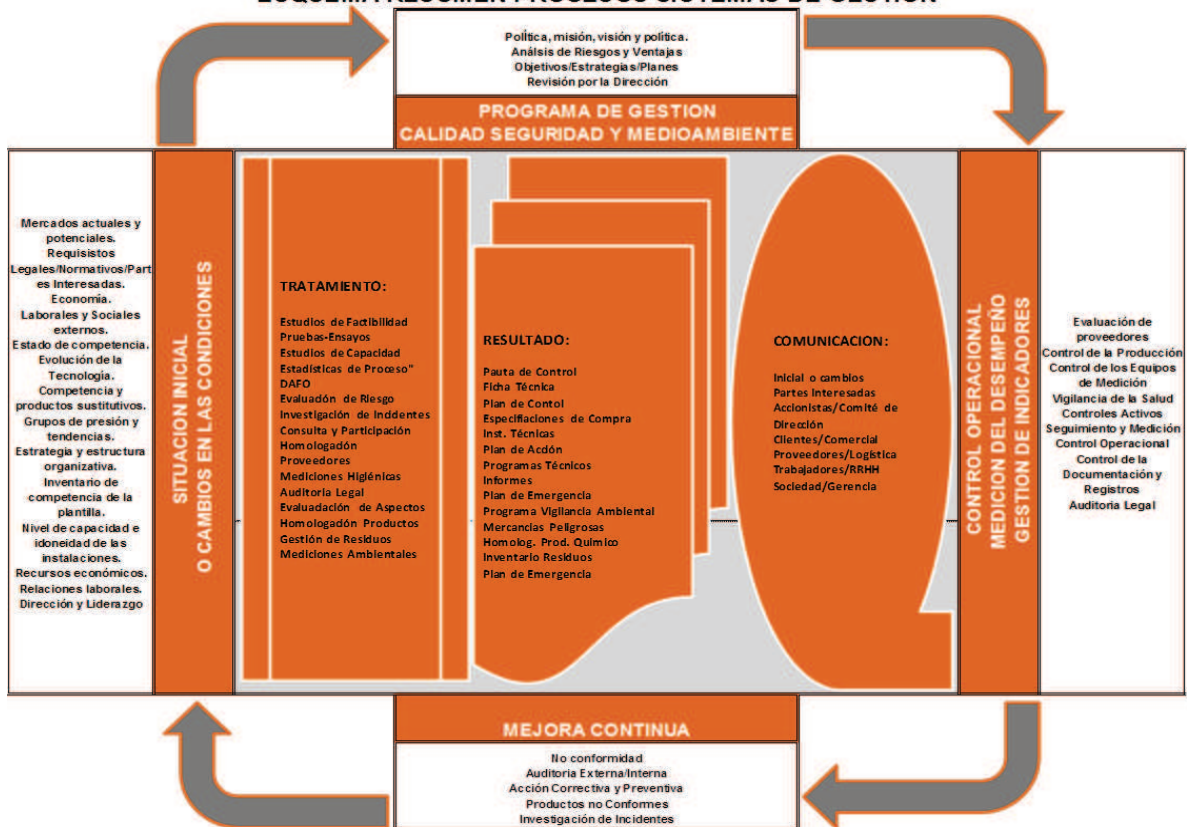 ESQUEMA RESUMEN PROCESOS SISTEMAS DE GESTION
Política, misión, visión y política.
Análsis de Riesgos y Ventajas
Objetivos/Estrategias/Planes
Revisión por la Dirección
PROGRAMA DE GESTION
CALIDAD SEGURIDAD Y MEDIOAMBIENTE
Mercados actuales y
potenciales.
Requisistos
Legales/Normativos/Part
es Interesadas.
Economía.
Laborales y Sociales
externos.
Estado de competencia.
Evolución de la
Tecnología.
Competencia y
productos sustitutivos.
Grupos de presión y
tendencias.
Estrategia y estructura
organizativa.
Inventario de
competencia de la
plantilla.
Nivel de capacidad e
idoneidad de las
instalaciones.
Recursos económicos.
Relaciones laborales.
Dirección y Liderazgo
SITUACION INICIAL
O CAMBIOS EN LAS CONDICIONES
TRATAMIENTO:
Estudios de Factibilidad
Pruebas-Ensayos
Estudios de Capacidad
Estadísticas de Proceso"
DAFO
Evaluación de Riesgo
Investigación de Incidentes
Consulta y Participación
Homologación
Proveedores
Mediciones Higiénicas
Auditoria Legal
Evaluadación de Aspectos
Homologación Productos
Gestión de Residuos
Mediciones Ambientales
RESULTADO:
Pauta de Control
Ficha Técnica
Plan de Contol
Especifiaciones de Compra
Inst. Técnicas
Plan de Acción
Programas Técnicos
Informes
Plan de Emergencia
Programa Vigilancia Ambiental
Mercancias Peligrosas
Homolog. Prod. Quimico
Inventario Residuos
Plan de Emergencia
COMUNICACION:
Inicial o cambios
Partes Interesadas
Accionistas/Comité de
Dirección
Clientes/Comercial
Proveedores/Logística
Trabajadores/RRHH
Sociedad/Gerencia
CONTROL OPERACIONAL
MEDICION DEL DESEMPEÑO
GESTION DE INDICADORES
Evaluación de
proveedores
Control de la Producción
Control de los Equipos
de Medición
Vigilancia de la Salud
Controles Activos
Seguimiento y Medición
Control Operacional
Control de la
Documentación y
Registros
Auditoria Legal
MEJORA CONTINUA
No conformidad
Auditoria Externa/Interna
Acción Correctiva y Preventiva
Productos no Conformes
Investigación de Incidentes